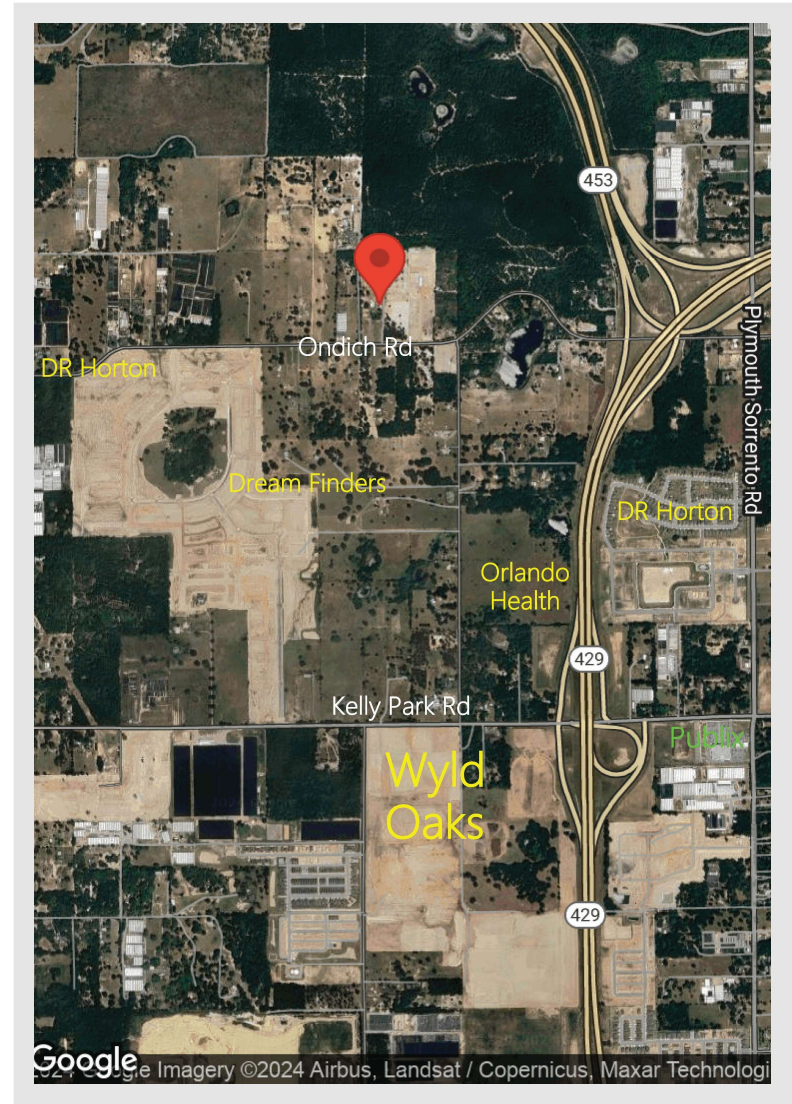 453
Plymouth Sorrento Rd
Ondich Rd
DR Horton
Dream Finders
DR Horton
Orlando
Health
429
Kelly Park Rd
Publix
Wyld
Oaks
429
Google
Imagery ©2024 Airbus, Landsat / Copernicus, Maxar Technologi